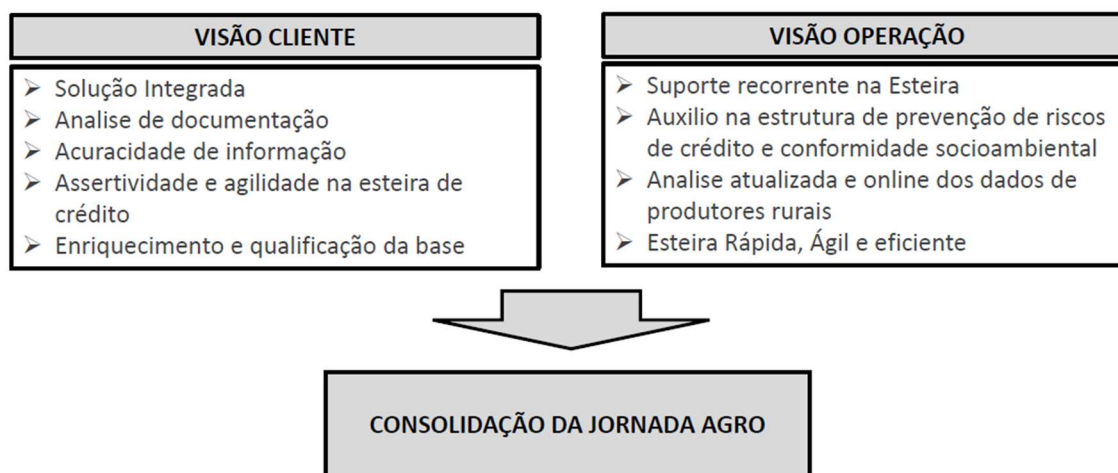 VISÃO CLIENTE
➢ Solução Integrada
➢ Analise de documentação
➢ Acuracidade de informação
➢ Assertividade e agilidade na esteira de
crédito
➢ Enriquecimento e qualificação da base
VISÃO OPERAÇÃO
➢ Suporte recorrente na Esteira
➢ Auxilio na estrutura de prevenção de riscos
de crédito e conformidade socioambiental
➢ Analise atualizada e online dos dados de
produtores rurais
➢ Esteira Rápida, Ágil e eficiente
CONSOLIDAÇÃO DA JORNADA AGRO